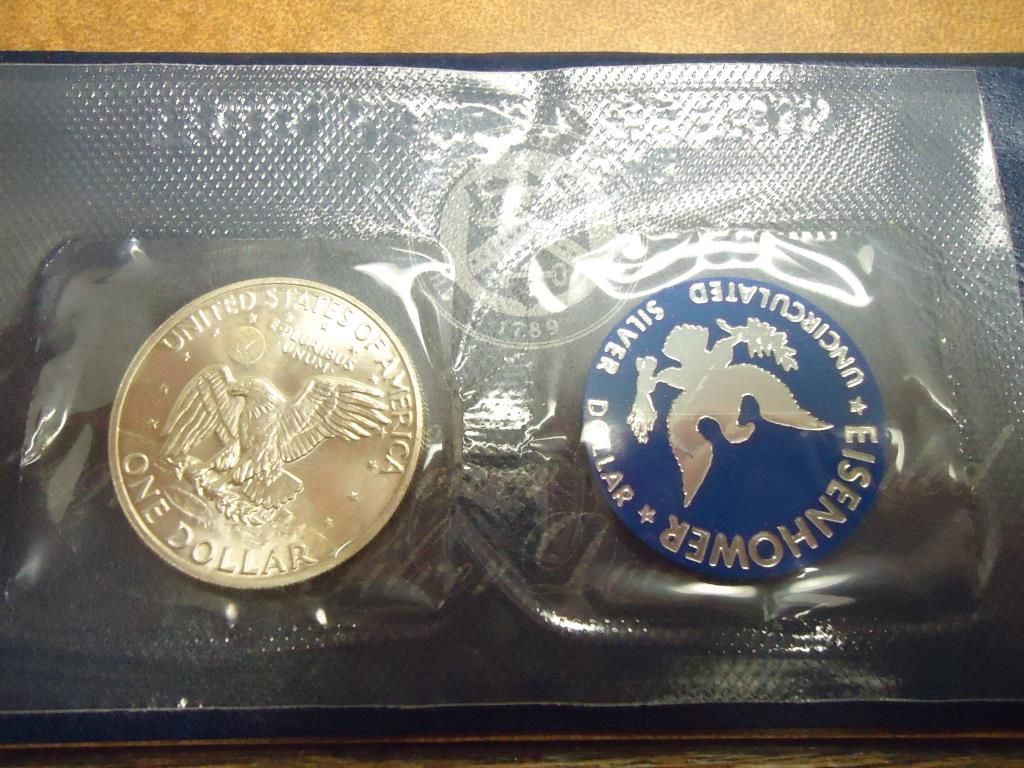 UNITED STATES OF AMERICA
E·PLURIBUS
UNUM
ONE DOLLAR
1789
UNCIRCULATED
SILVER DOLLAR
★ EISENHOWER ★